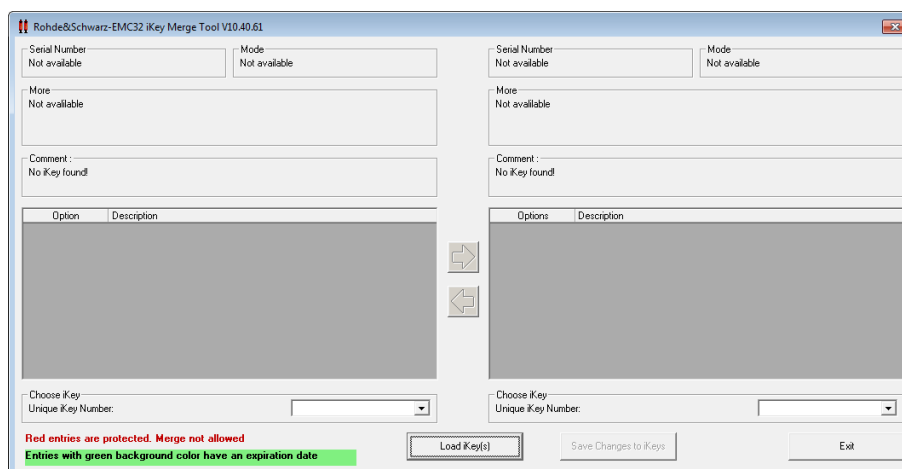 Rohde&Schwarz-EMC32 iKey Merge Tool V10.40.61
Serial Number
Not available
Mode
Not available
More
Not avalilable
Comment :
No iKey found!
Option Description
Choose iKey
Unique iKey Number:
Serial Number
Not available
Mode
Not available
More
Not avalilable
Comment :
No iKey found!
Options Description
Choose iKey
Unique iKey Number:
Red entries are protected. Merge not allowed
Entries with green background color have an expiration date
Load iKey(s)
Save Changes to iKeys
Exit